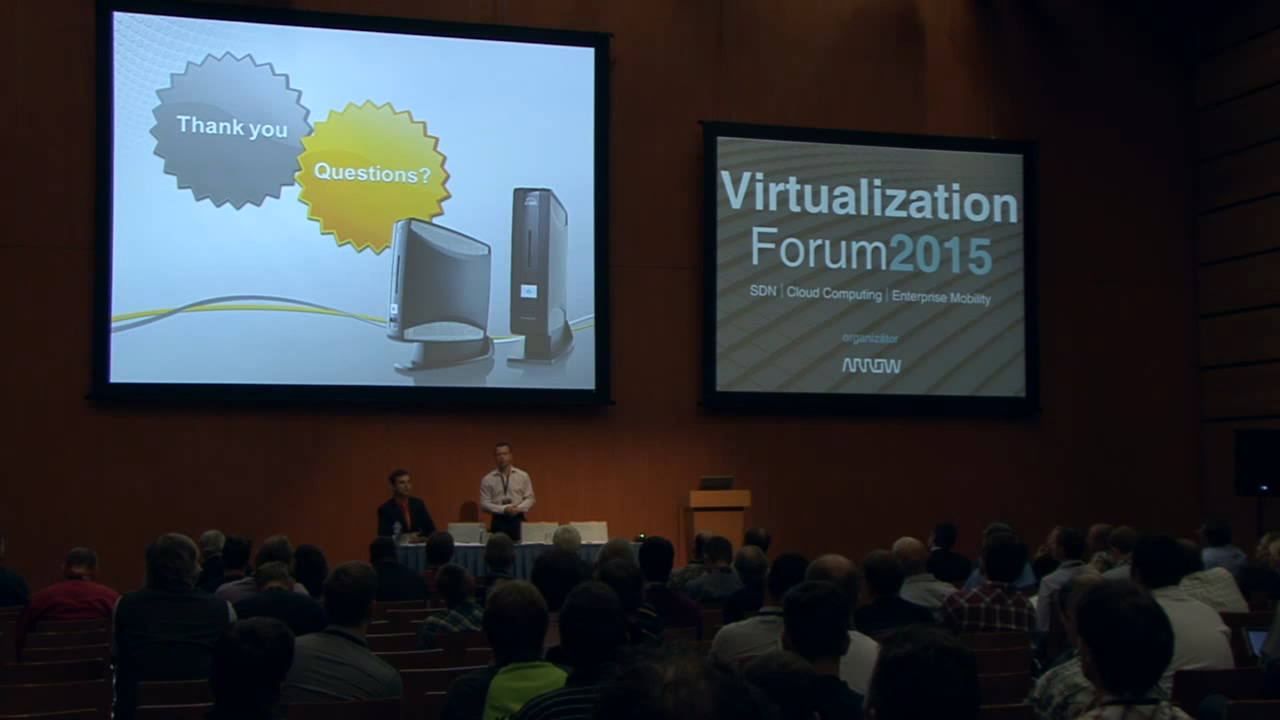 Thank you
Questions?
Virtualization
Forum2015
SDN | Cloud Computing | Enterprise Mobility
organizátor
ARROW